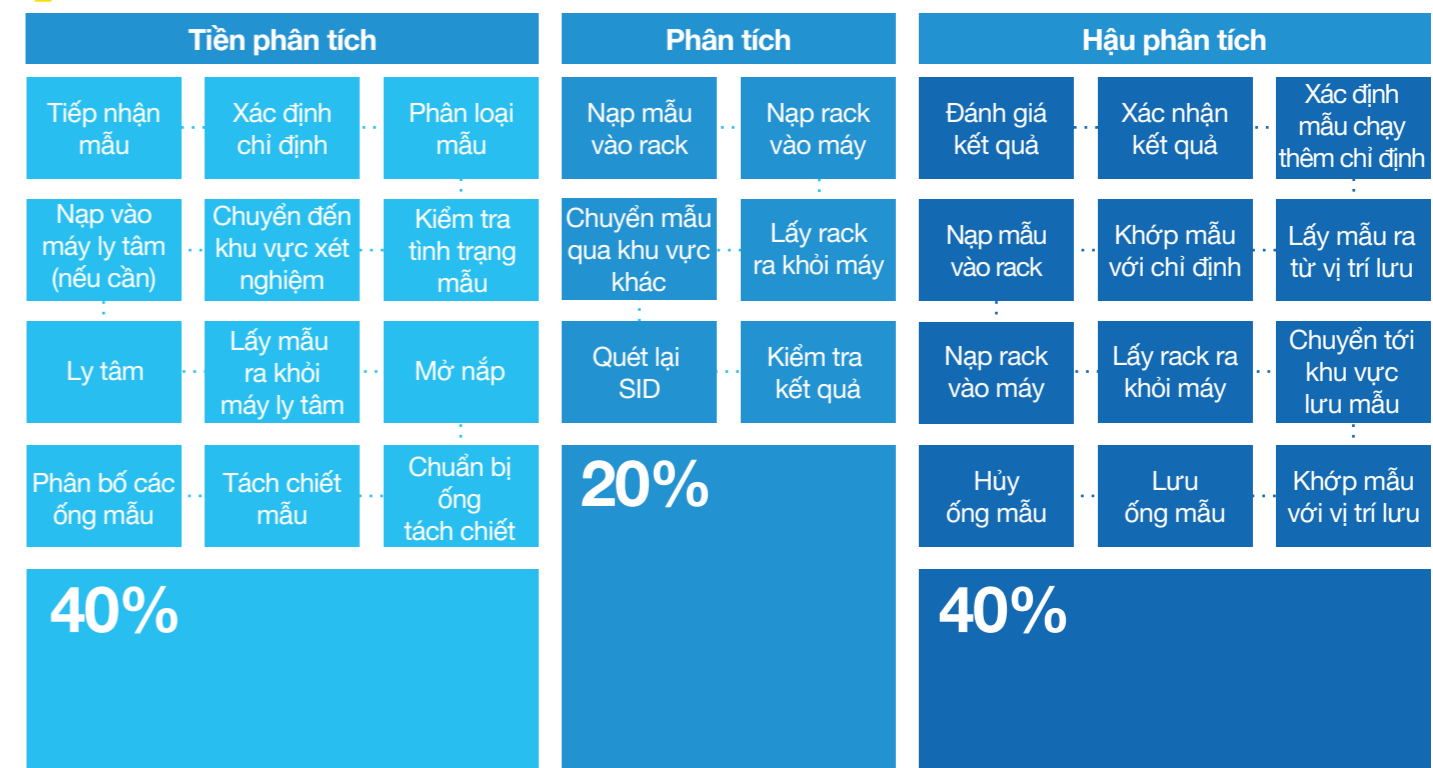 Tiền phân tích
Tiếp nhận
mẫu
Xác định
chỉ định
Phân loại
mẫu
Nạp vào
máy ly tâm
(nếu cần)
Chuyển đến
khu vực xét
nghiệm
Kiểm tra
tình trạng
mẫu
Ly tâm
Lấy mẫu
ra khỏi
máy ly tâm
Mở nắp
Phân bố các
ống mẫu
Tách chiết
mẫu
Chuẩn bị
ống
tách chiết
40%
Phân tích
Nạp mẫu
vào rack
Nạp rack
vào máy
Chuyển mẫu
qua khu vực
khác
Lấy rack
ra khỏi máy
Quét lại
SID
Kiểm tra
kết quả
20%
Hậu phân tích
Đánh giá
kết quả
Xác nhận
kết quả
Xác định
mẫu chạy
thêm chỉ định
Nạp mẫu
vào rack
Khớp mẫu
với chỉ định
Lấy mẫu ra
từ vị trí lưu
Nạp rack
vào máy
Lấy rack ra
khỏi máy
Chuyển tới
khu vực
lưu mẫu
Hủy
ống mẫu
Lưu
ống mẫu
Khớp mẫu
với vị trí lưu
40%